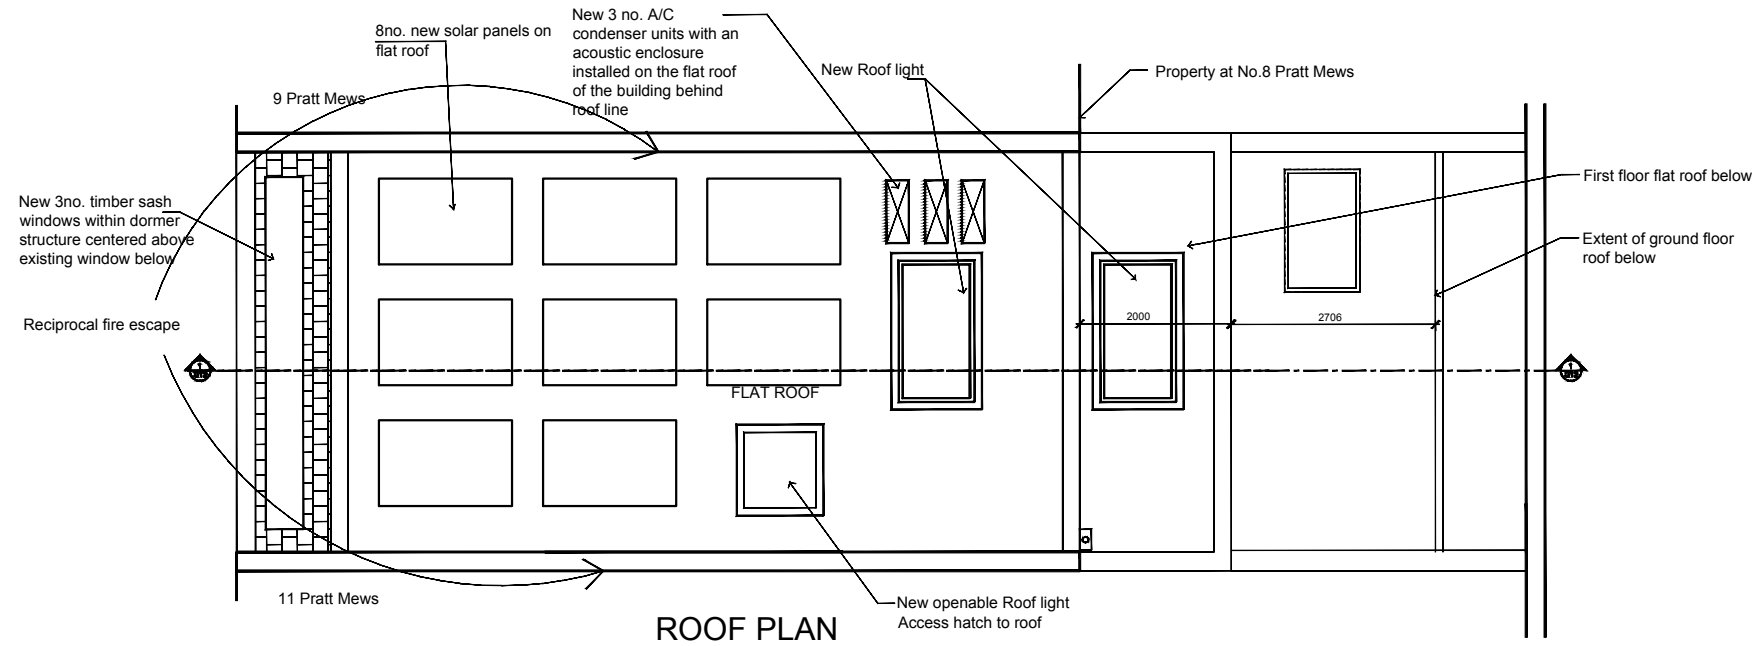 8no. new solar panels on
flat roof
New 3 no. A/C
condenser units with an
acoustic enclosure
installed on the flat roof
of the building behind
roof line
New Roof light
Property at No.8 Pratt Mews
9 Pratt Mews
First floor flat roof below
New 3no. timber sash
windows within dormer
structure centered above
existing window below
Extent of ground floor
roof below
Reciprocal fire escape
2000
2706
FLAT ROOF
11 Pratt Mews
New openable Roof light
Access hatch to roof
ROOF PLAN